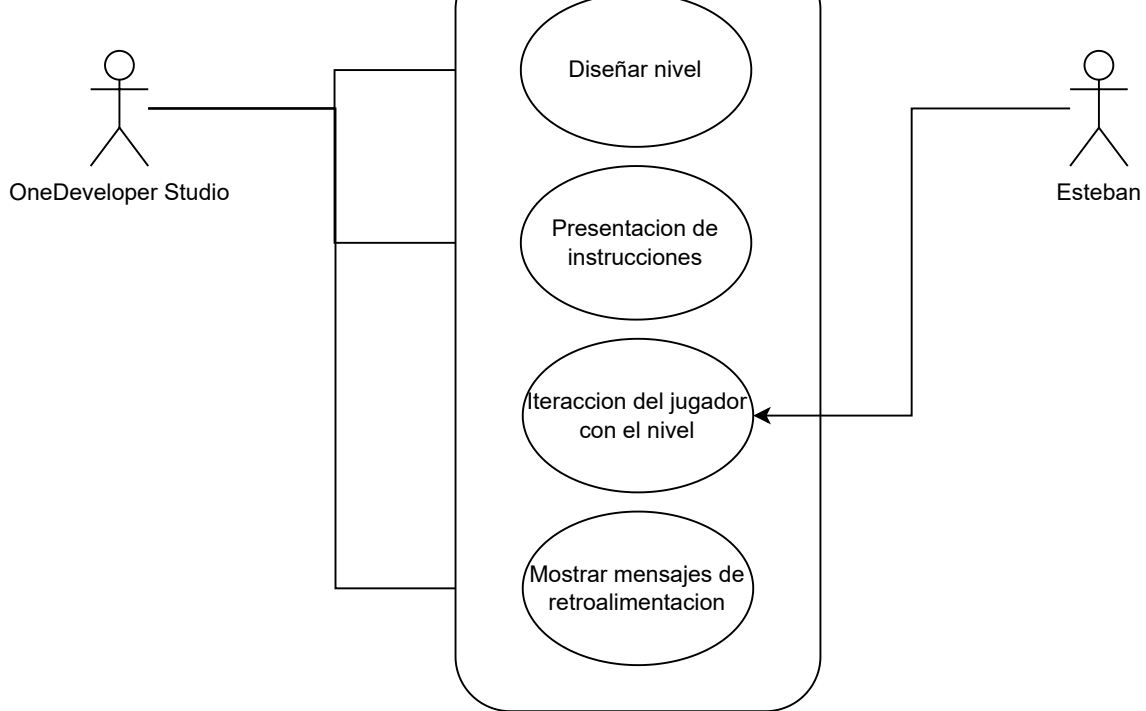 Diseñar nivel
OneDeveloper Studio
Esteban
Presentacion de
instrucciones
Iteraccion del jugador
con el nivel
Mostrar mensajes de
retroalimentacion